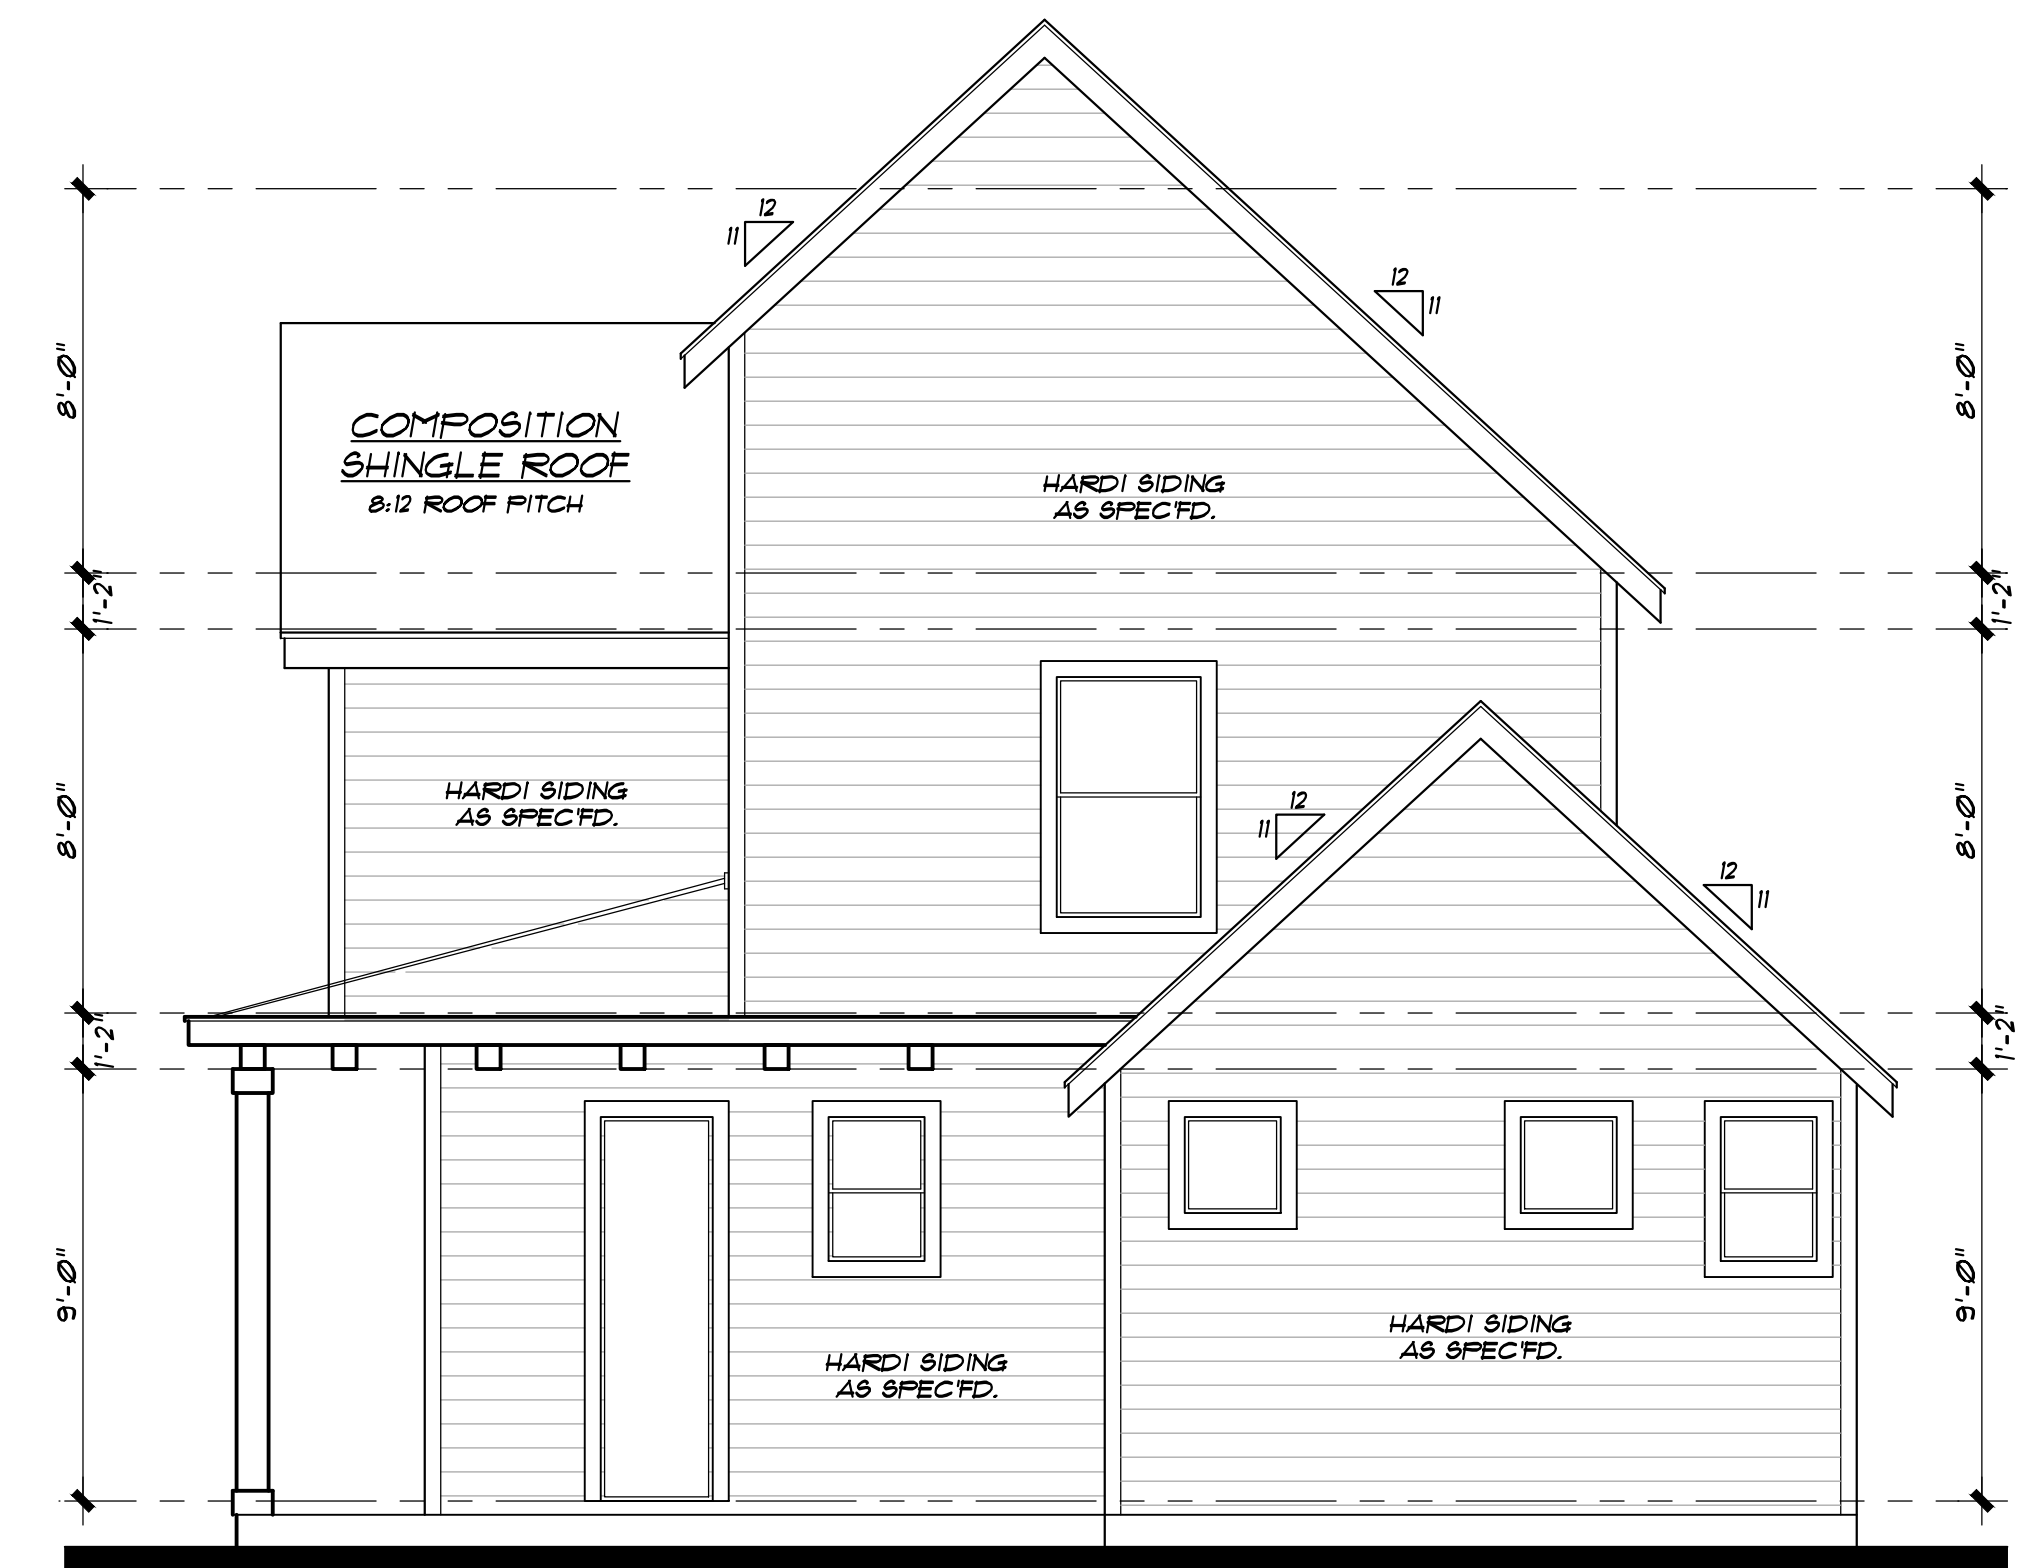 12
11
12
11
8'-0"
8'-0"
COMPOSITION
SHINGLE ROOF
8:12 ROOF PITCH
HARDI SIDING
AS SPEC'FD.
1'-2"
1'-2"
HARDI SIDING
AS SPEC'FD.
8'-0"
8'-0"
12
11
12
11
1'-2"
1'-2"
9'-0"
9'-0"
HARDI SIDING
AS SPEC'FD.
HARDI SIDING
AS SPEC'FD.